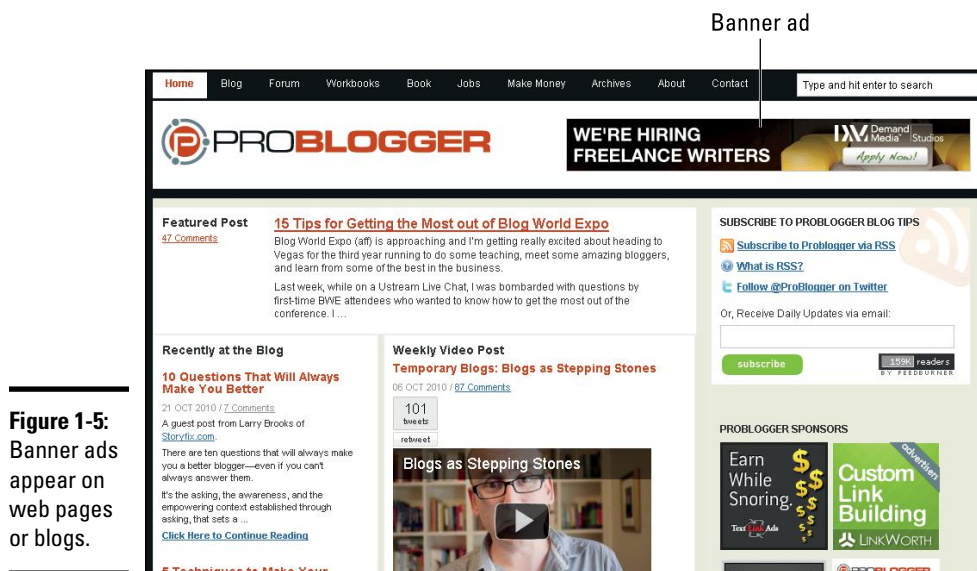 Banner ad
Home Blog Forum Workbooks Book Jobs Make Money Archives About Contact
Type and hit enter to search
PROBLOGGER
WE'RE HIRING
FREELANCE WRITERS
Demand
Media Studios
Apply Now!
Featured Post
47 Comments
15 Tips for Getting the Most out of Blog World Expo
Blog World Expo (aff) is approaching and I'm getting really excited about heading to
Vegas for the third year running to do some teaching, meet some amazing bloggers,
and learn from some of the best in the business.
Last week, while on a Ustream Live Chat, I was bombarded with questions by
first-time BWE attendees who wanted to know how to get the most out of the
conference. I ...
SUBSCRIBE TO PROBLOGGER BLOG TIPS
Subscribe to Problogger via RSS
What is RSS?
Follow @ProBlogger on Twitter
Or, Receive Daily Updates via email:
subscribe
159K readers
BY FEEDBURNER
Recently at the Blog
10 Questions That Will Always
Make You Better
21 OCT 2010 / 7 Comments
A guest post from Larry Brooks of
Storyfix.com.
There are ten questions that will always make
you a better blogger—even if you can't
always answer them.
It's the asking, the awareness, and the
empowering context established through
asking, that sets a ...
Click Here to Continue Reading
5 Techniques to Make Your
Weekly Video Post
Temporary Blogs: Blogs as Stepping Stones
06 OCT 2010 / 87 Comments
101
tweets
retweet
Blogs as Stepping Stones
PROBLOGGER SPONSORS
Earn
While
Snoring.
Text Link Ads
advertisen
Custom
Link
Building
LINKWORTH
PROBLOGGER
Figure 1-5:
Banner ads
appear on
web pages
or blogs.